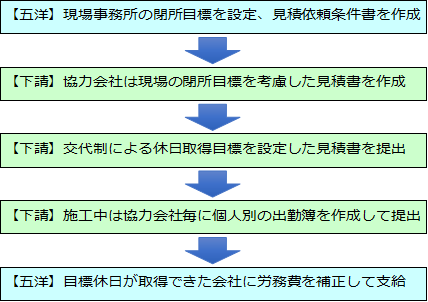 【五洋】現場事務所の閉所目標を設定、見積依頼条件書を作成
【下請】協力会社は現場の閉所目標を考慮した見積書を作成
【下請】交代制による休日取得目標を設定した見積書を提出
【下請】施工中は協力会社毎に個人別の出勤簿を作成して提出
【五洋】目標休日が取得できた会社に労務費を補正して支給